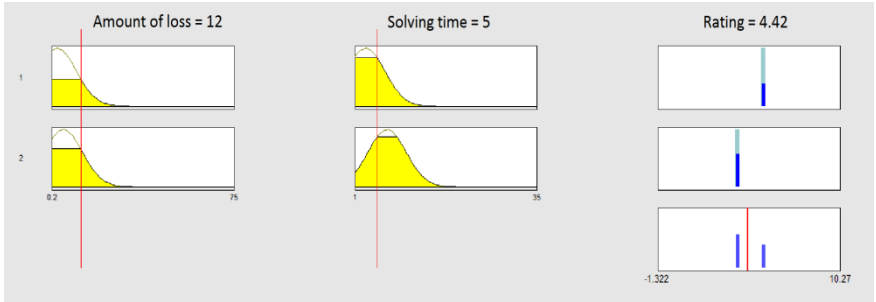 Amount of loss = 12 Solving time = 5 Rating = 4.42
1
2
0.2 75 1 35
-1.322 10.27